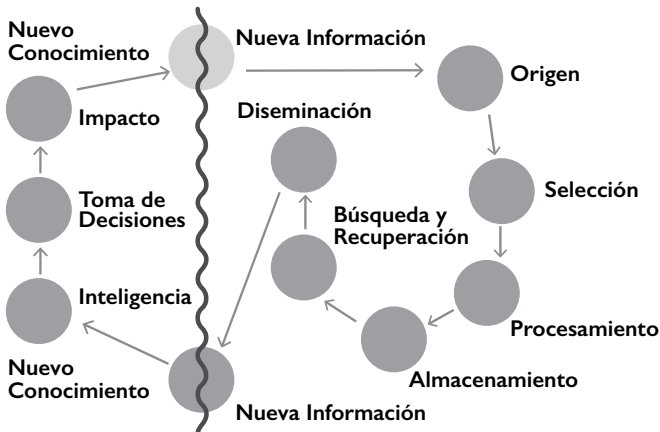 Nuevo
Conocimiento
Nueva Información
Origen
Impacto
Diseminación
Toma de
Decisiones
Selección
Búsqueda y
Recuperación
Inteligencia
Procesamiento
Nuevo
Conocimiento
Almacenamiento
Nueva Información